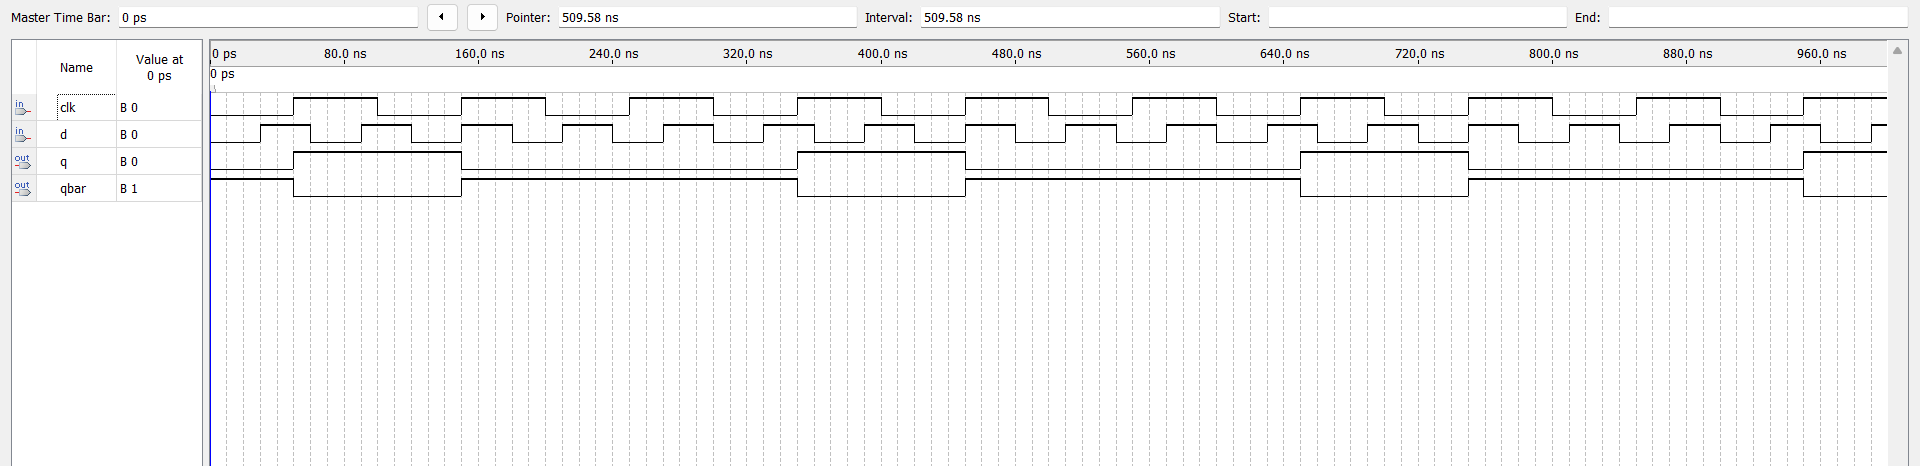 Master Time Bar: 0 ps Pointer: 509.58 ns Interval: 509.58 ns Start: End:
Name Value at 0 ps
0 ps 80.0 ns 160.0 ns 240.0 ns 320.0 ns 400.0 ns 480.0 ns 560.0 ns 640.0 ns 720.0 ns 800.0 ns 880.0 ns 960.0 ns
0 ps
in clk B 0
in d B 0
out q B 0
out qbar B 1